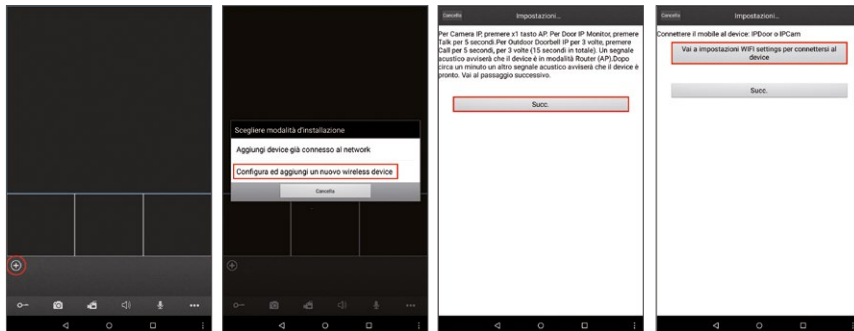 Scegliere modalità d'installazione
Aggiungi device già connesso al network
Configura ed aggiungi un nuovo wireless device
Cancella
Cancella
Impostazioni...
Per Camera IP, premere x1 tasto AP. Per Door IP Monitor, premere
Talk per 5 secondi.Per Outdoor Doorbell IP per 3 volte, premere
Call per 5 secondi, per 3 volte (15 secondi in totale). Un segnale
acustico avviserà che il device è in modalità Router (AP).Dopo
circa un minuto un altro segnale acustico avviserà che il device è
pronto. Vai al passaggio successivo.
Succ.
Cancella
Impostazioni...
Connettere il mobile al device: IPDoor o IPCam
Vai a impostazioni WIFI settings per connettersi al
device
Succ.